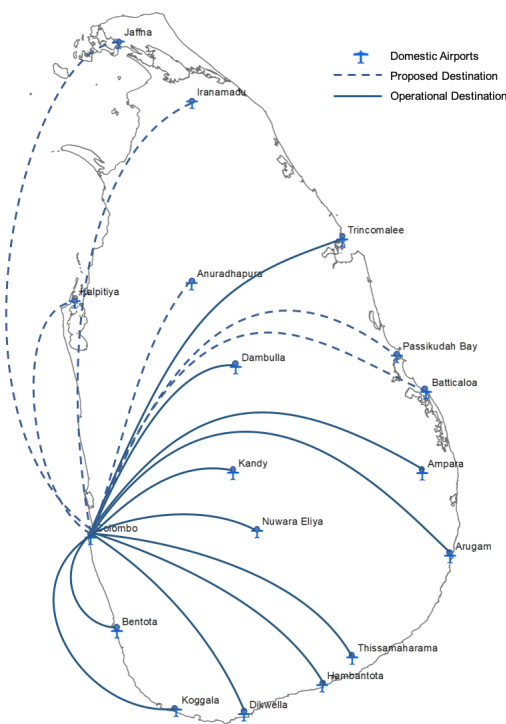 Jaffna
Domestic Airports
Proposed Destination
Operational Destination
Iranamadu
Trincomalee
Anuradhapura
Kalpitiya
Passikudah Bay
Dambulla
Batticaloa
Kandy
Ampara
Nuwara Eliya
Colombo
Arugam
Bentota
Thissamaharama
Hambantota
Koggala
Dikwella